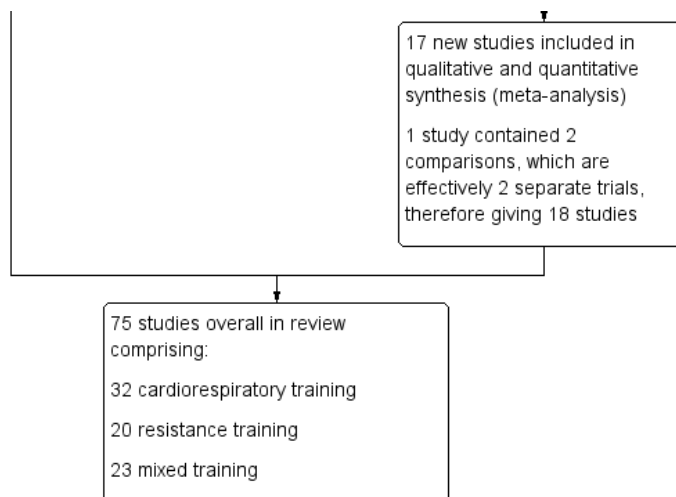 17 new studies included in
qualitative and quantitative
synthesis (meta-analysis)
1 study contained 2
comparisons, which are
effectively 2 separate trials,
therefore giving 18 studies
75 studies overall in review
comprising:
32 cardiorespiratory training
20 resistance training
23 mixed training